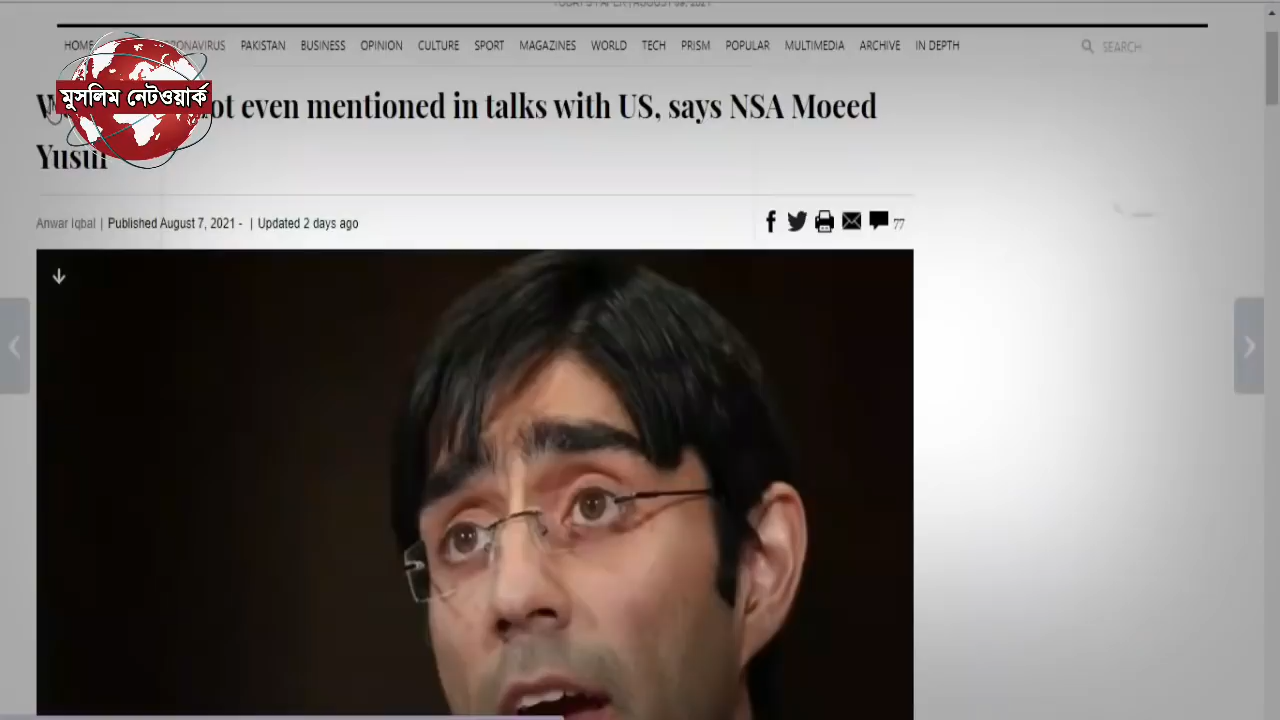 HOME
CORONAVIRUS PAKISTAN BUSINESS OPINION CULTURE SPORT MAGAZINES WORLD TECH PRISM POPULAR MULTIMEDIA ARCHIVE IN DEPTH SEARCH
মুসলিম নেটওয়ার্ক
even mentioned in talks with US, says NSA Moeed
Yusuf
Anwar Iqbal | Published August 7, 2021 - | Updated 2 days ago
77